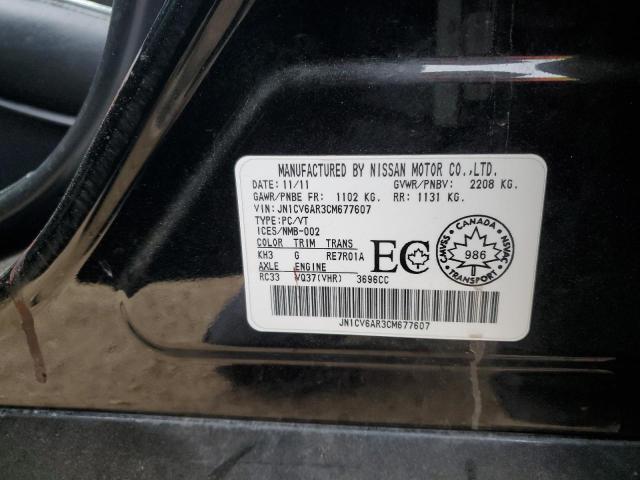 MANUFACTURED BY NISSAN MOTOR CO.,LTD.
DATE: 11/11 GVWR/PNBV: 2208 KG.
GAWR/PNBE FR: 1102 KG. RR: 1131 KG.
VIN: JN1CV6AR3CM677607
TYPE: PC/VT
ICES/NMB-002
COLOR TRIM TRANS
KH3 G RE7R01A
AXLE ENGINE
RC33 VQ37(VHR) 3696CC
EC
CANADA
CMVSS 986 NSVAC
TRANSPORT
JN1CV6AR3CM677607